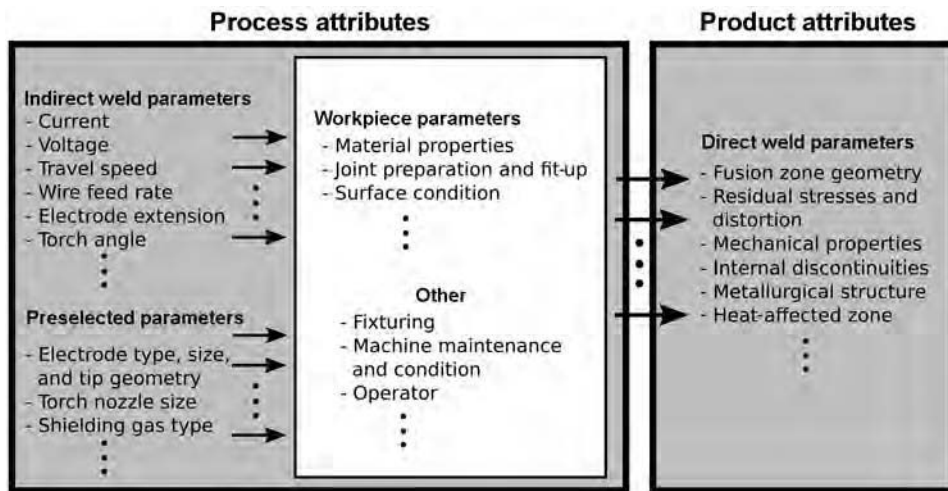 Process attributes
Indirect weld parameters
- Current
- Voltage
- Travel speed
- Wire feed rate
- Electrode extension
- Torch angle
Preselected parameters
- Electrode type, size,
and tip geometry
- Torch nozzle size
- Shielding gas type
Workpiece parameters
- Material properties
- Joint preparation and fit-up
- Surface condition
Other
- Fixturing
- Machine maintenance
and condition
- Operator
Product attributes
Direct weld parameters
- Fusion zone geometry
- Residual stresses and
distortion
- Mechanical properties
- Internal discontinuities
- Metallurgical structure
- Heat-affected zone